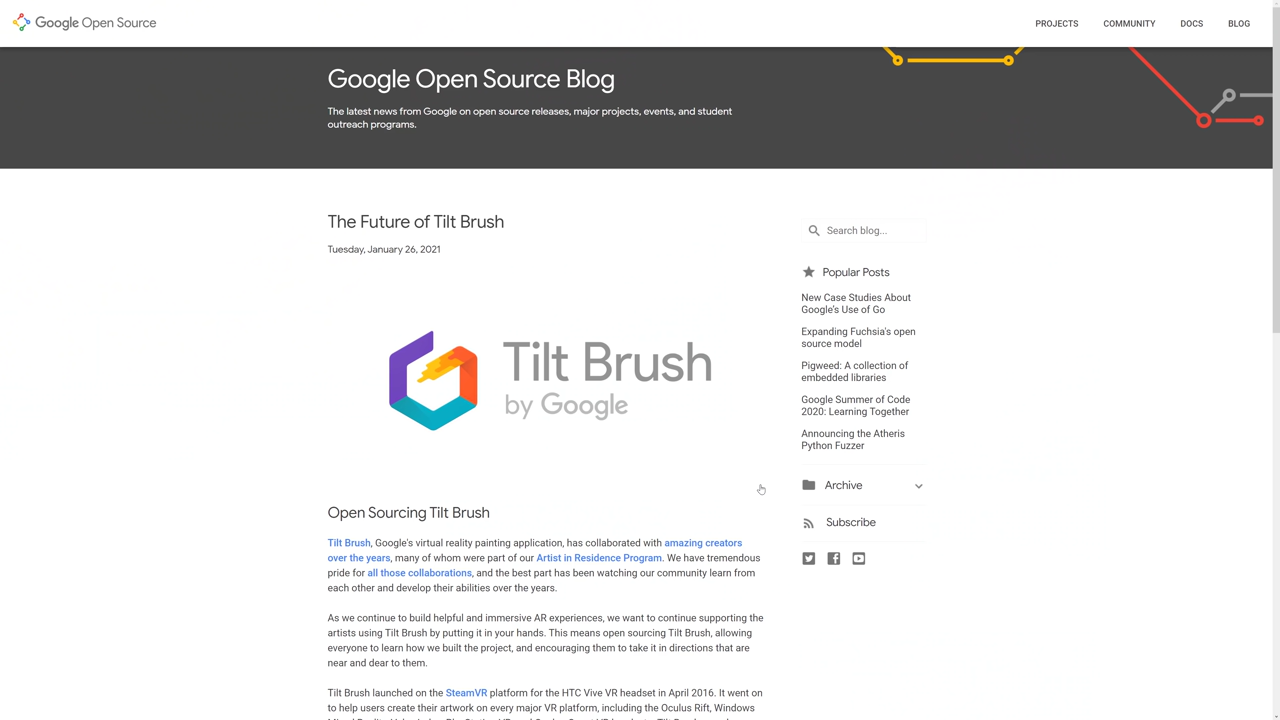 Google Open Source
PROJECTS COMMUNITY DOCS BLOG
Google Open Source Blog
The latest news from Google on open source releases, major projects, events, and student
outreach programs.
The Future of Tilt Brush
Tuesday, January 26, 2021
Tilt Brush
by Google
Open Sourcing Tilt Brush
Tilt Brush, Google's virtual reality painting application, has collaborated with amazing creators
over the years, many of whom were part of our Artist in Residence Program. We have tremendous
pride for all those collaborations, and the best part has been watching our community learn from
each other and develop their abilities over the years.
As we continue to build helpful and immersive AR experiences, we want to continue supporting the
artists using Tilt Brush by putting it in your hands. This means open sourcing Tilt Brush, allowing
everyone to learn how we built the project, and encouraging them to take it in directions that are
near and dear to them.
Tilt Brush launched on the SteamVR platform for the HTC Vive VR headset in April 2016. It went on
to help users create their artwork on every major VR platform, including the Oculus Rift, Windows
Search blog...
Popular Posts
New Case Studies About
Google's Use of Go
Expanding Fuchsia's open
source model
Pigweed: A collection of
embedded libraries
Google Summer of Code
2020: Learning Together
Announcing the Atheris
Python Fuzzer
Archive
Subscribe